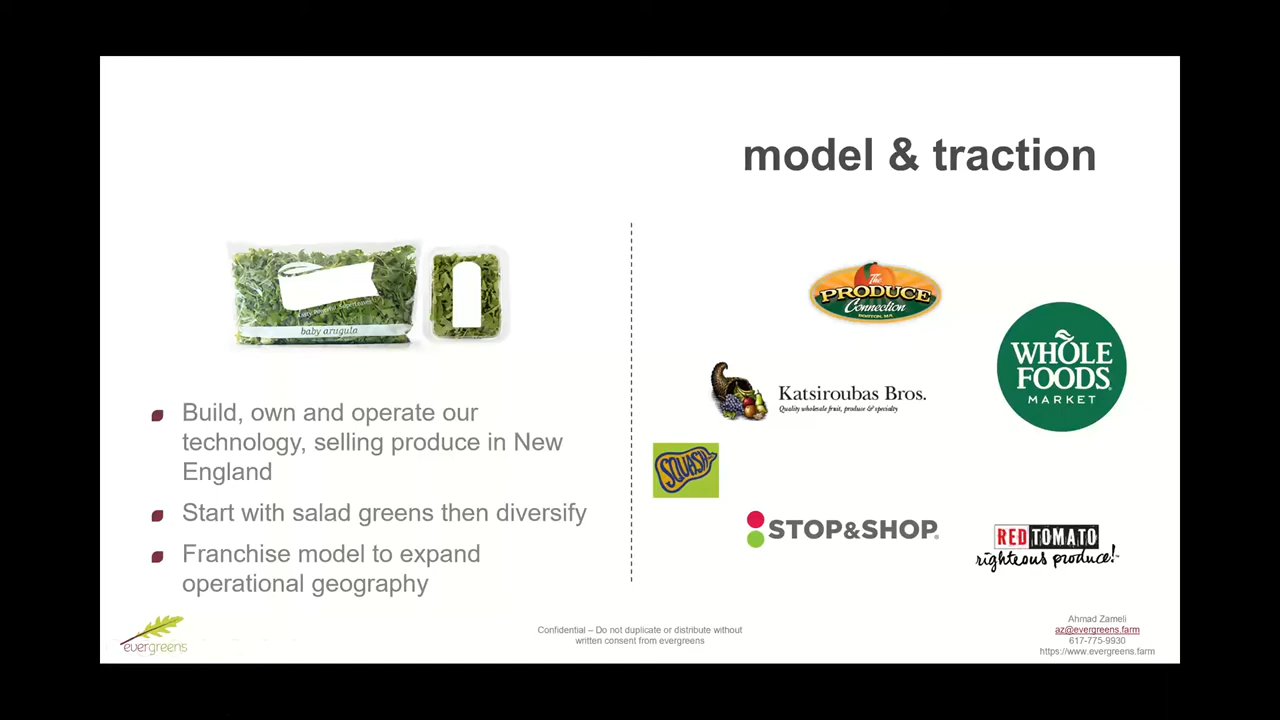 model & traction
baby arugula
Build, own and operate our
technology, selling produce in New
England
Start with salad greens then diversify
Franchise model to expand
operational geography
The
PRODUCE
Connection
BOSTON, MA
WHOLE
FOODS
MARKET
Katsiroubas Bros.
Quality wholesale fruit, produce & specialty
SQUASH
STOP&SHOP®
RED TOMATO
righteous produce!™
evergreens
Confidential – Do not duplicate or distribute without
written consent from evergreens
Ahmad Zameli
az@evergreens.farm
617-775-9930
https://www.evergreens.farm